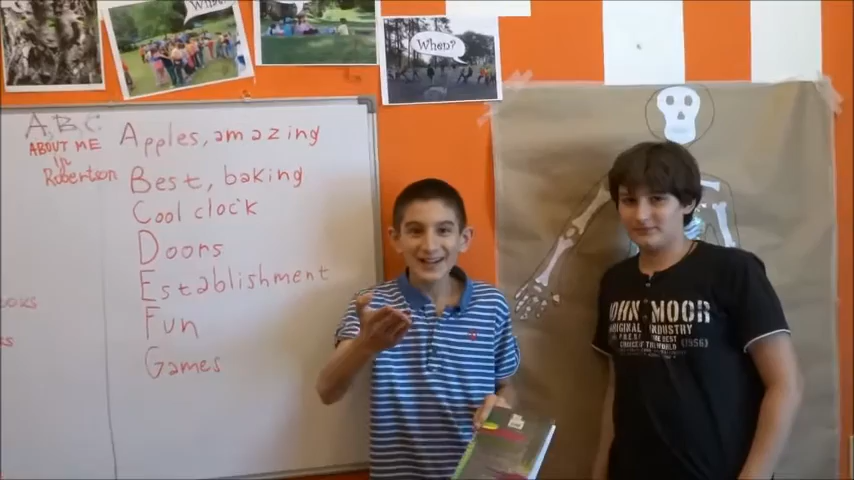 When?
A,B,C
ABOUT ME
in
Robertson
Apples, amazing
Best, baking
Cool clock
Doors
Establishment
Fun
Games
JOHN MOOR
ORIGINAL INDUSTRY